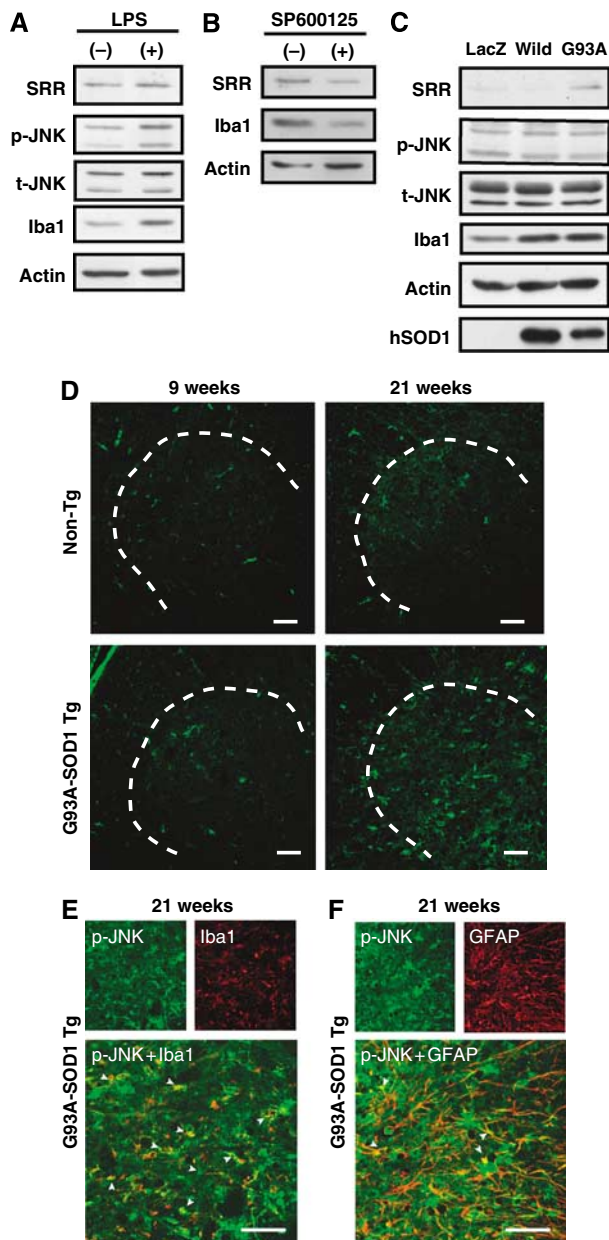 A
LPS
(–) (+)
SRR
p-JNK
t-JNK
Iba1
Actin
B
SP600125
(–) (+)
SRR
Iba1
Actin
C
LacZ Wild G93A
SRR
p-JNK
t-JNK
Iba1
Actin
hSOD1
D
9 weeks 21 weeks
Non-Tg
G93A-SOD1 Tg
E
21 weeks
p-JNK Iba1
p-JNK+Iba1
G93A-SOD1 Tg
F
21 weeks
p-JNK GFAP
p-JNK+GFAP
G93A-SOD1 Tg